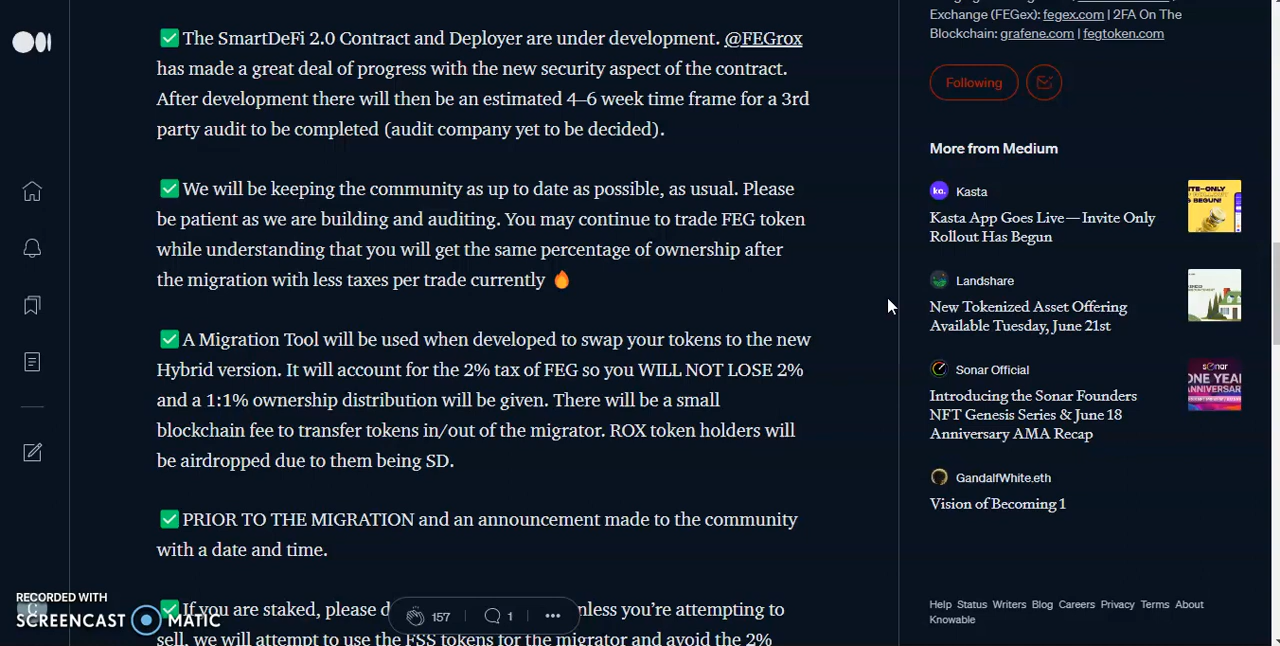 The SmartDeFi 2.0 Contract and Deployer are under development. @FEGrox
has made a great deal of progress with the new security aspect of the contract.
After development there will then be an estimated 4–6 week time frame for a 3rd
party audit to be completed (audit company yet to be decided).
We will be keeping the community as up to date as possible, as usual. Please
be patient as we are building and auditing. You may continue to trade FEG token
while understanding that you will get the same percentage of ownership after
the migration with less taxes per trade currently
A Migration Tool will be used when developed to swap your tokens to the new
Hybrid version. It will account for the 2% tax of FEG so you WILL NOT LOSE 2%
and a 1:1% ownership distribution will be given. There will be a small
blockchain fee to transfer tokens in/out of the migrator. ROX token holders will
be airdropped due to them being SD.
PRIOR TO THE MIGRATION and an announcement made to the community
with a date and time.
If you are staked, please unless you’re attempting to
sell, we will attempt to use the FSS tokens for the migrator and avoid the 2%
157
1
RECORDED WITH
SCREENCAST MATIC
Exchange (FEGex): fegex.com | 2FA On The
Blockchain: grafene.com | fegtoken.com
Following
More from Medium
ka.
Kasta
Kasta App Goes Live — Invite Only
Rollout Has Begun
Landshare
New Tokenized Asset Offering
Available Tuesday, June 21st
Sonar Official
Introducing the Sonar Founders
NFT Genesis Series & June 18
Anniversary AMA Recap
sonar
ONE YEA
ANNIVERSAR
GandalfWhite.eth
Vision of Becoming 1
Help Status Writers Blog Careers Privacy Terms About
Knowable